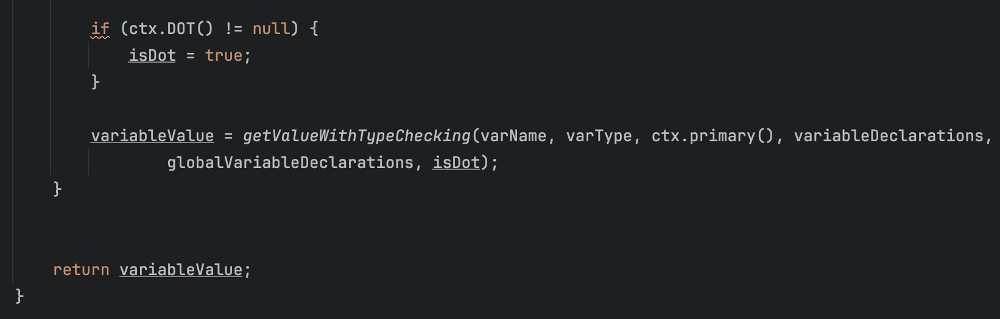 if (ctx.DOT() != null) {
isDot = true;
}
variableValue = getValueWithTypeChecking(varName, varType, ctx.primary(), variableDeclarations,
globalVariableDeclarations, isDot);
}
return variableValue;
}